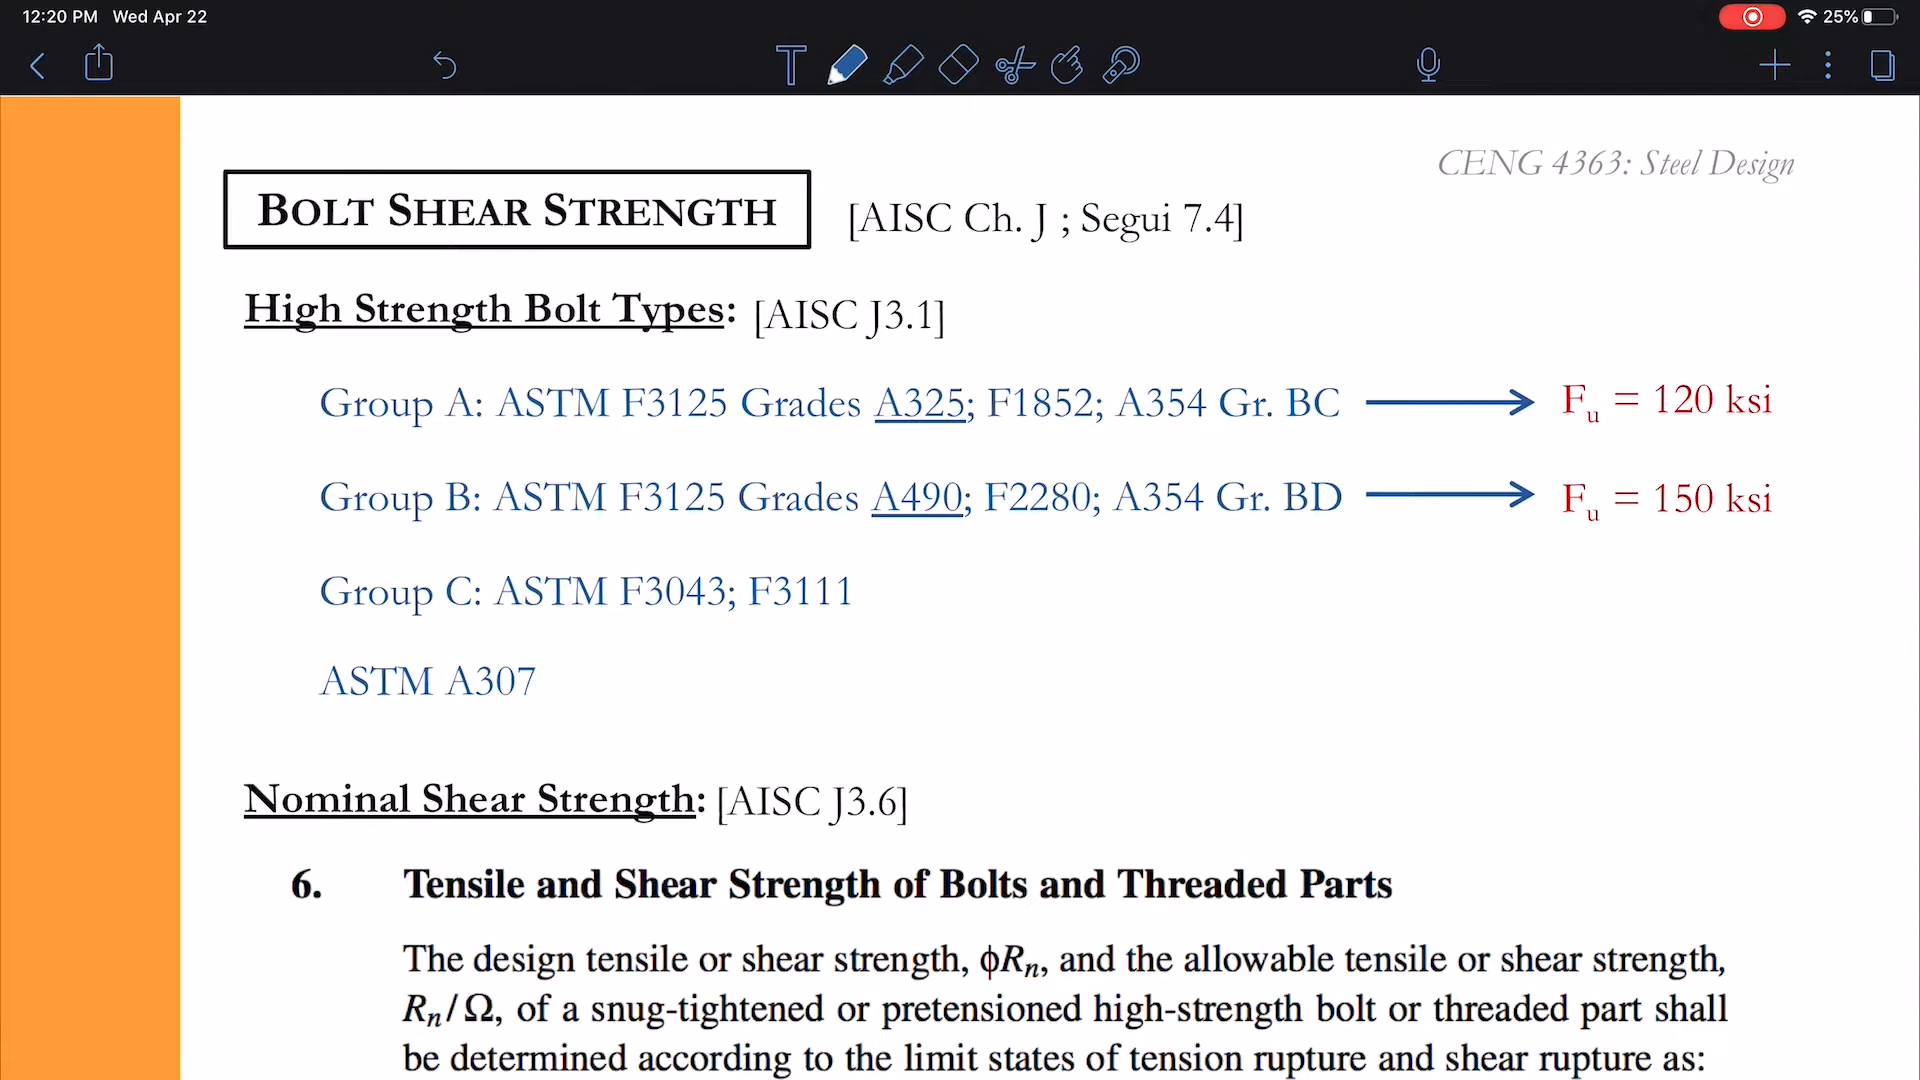 12:20 PM Wed Apr 22
25%
CENG 4363: Steel Design
BOLT SHEAR STRENGTH [AISC Ch. J ; Segui 7.4]
High Strength Bolt Types: [AISC J3.1]
Group A: ASTM F3125 Grades A325; F1852; A354 Gr. BC → Fu = 120 ksi
Group B: ASTM F3125 Grades A490; F2280; A354 Gr. BD → Fu = 150 ksi
Group C: ASTM F3043; F3111
ASTM A307
Nominal Shear Strength: [AISC J3.6]
6. Tensile and Shear Strength of Bolts and Threaded Parts
The design tensile or shear strength, ϕRn, and the allowable tensile or shear strength,
Rn/Ω, of a snug-tightened or pretensioned high-strength bolt or threaded part shall
be determined according to the limit states of tension rupture and shear rupture as: